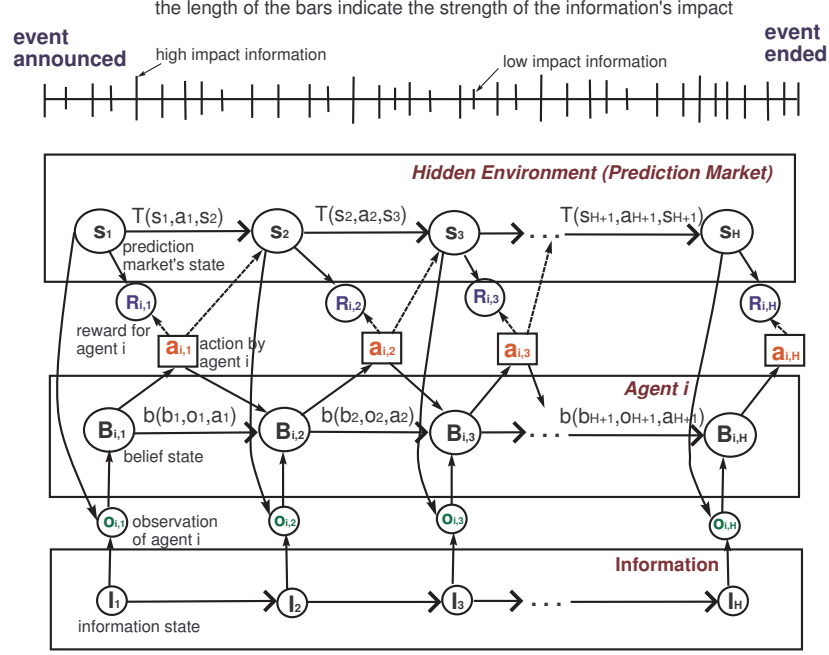 the length of the bars indicate the strength of the information's impact
event announced
event ended
high impact information
low impact information
Hidden Environment (Prediction Market)
s1
T(s1,a1,s2)
s2
T(s2,a2,s3)
s3
. . .
T(sH+1,aH+1,sH+1)
sH
prediction market's state
Ri,1
Ri,2
Ri,3
Ri,H
reward for agent i
ai,1
action by agent i
ai,2
ai,3
ai,H
Agent i
Bi,1
b(b1,o1,a1)
Bi,2
b(b2,o2,a2)
Bi,3
. . .
b(bH+1,oH+1,aH+1)
Bi,H
belief state
oi,1
observation of agent i
oi,2
oi,3
oi,H
Information
I1
I2
I3
. . .
IH
information state